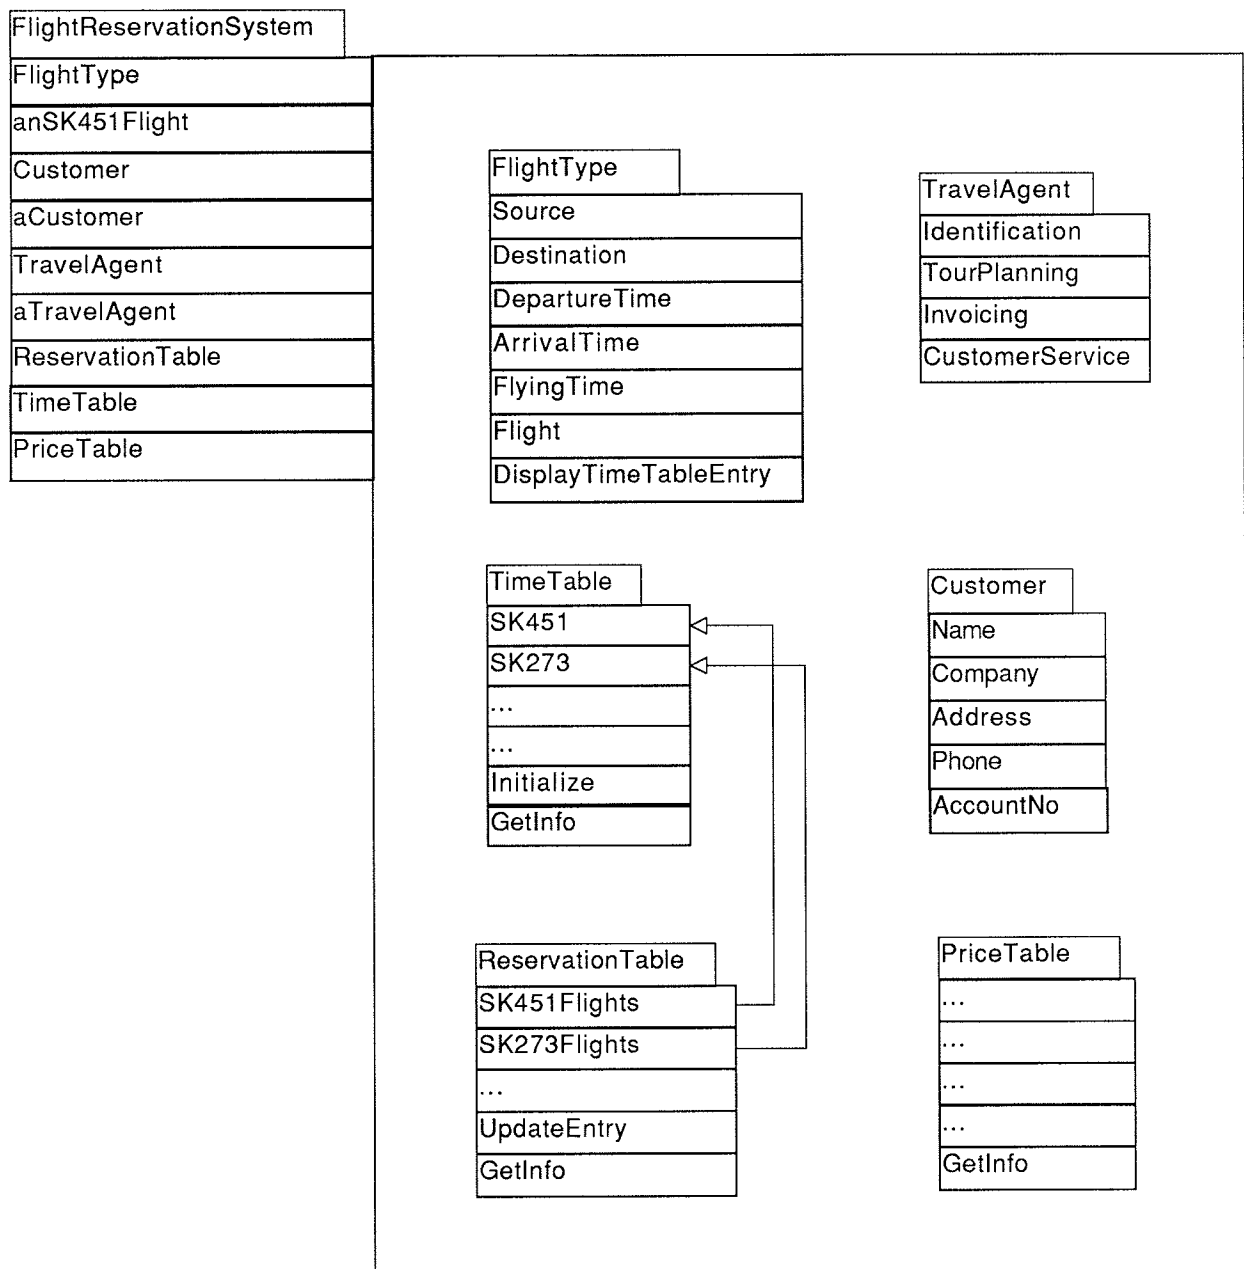 FlightReservationSystem
FlightType
anSK451Flight
Customer
aCustomer
TravelAgent
aTravelAgent
ReservationTable
TimeTable
PriceTable
FlightType
Source
Destination
DepartureTime
ArrivalTime
FlyingTime
Flight
DisplayTimeTableEntry
TravelAgent
Identification
TourPlanning
Invoicing
CustomerService
TimeTable
SK451
SK273
...
...
Initialize
GetInfo
Customer
Name
Company
Address
Phone
AccountNo
ReservationTable
SK451Flights
SK273Flights
...
UpdateEntry
GetInfo
PriceTable
...
...
...
...
GetInfo